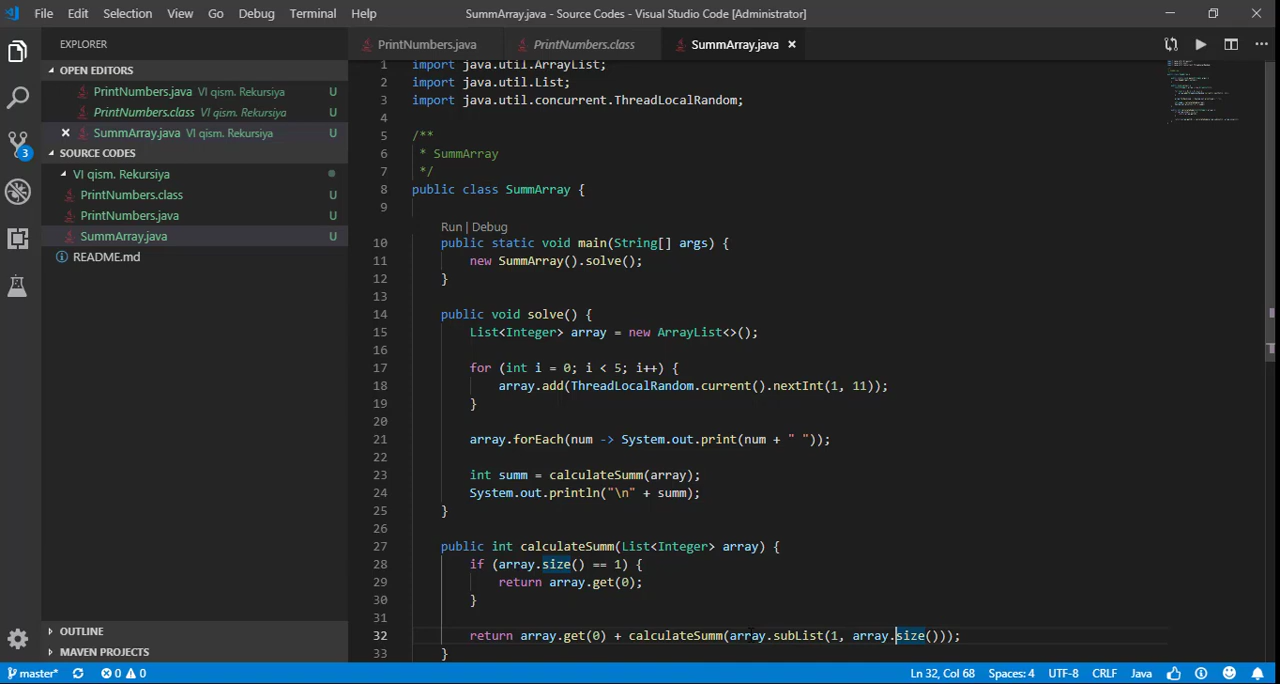 File Edit Selection View Go Debug Terminal Help
SummArray.java - Source Codes - Visual Studio Code [Administrator]
EXPLORER
PrintNumbers.java
PrintNumbers.class
SummArray.java
OPEN EDITORS
PrintNumbers.java VI qism. Rekursiya U
PrintNumbers.class VI qism. Rekursiya U
SummArray.java VI qism. Rekursiya U
SOURCE CODES
VI qism. Rekursiya
PrintNumbers.class U
PrintNumbers.java U
SummArray.java U
README.md
3
OUTLINE
MAVEN PROJECTS
1 import java.util.ArrayList;
2 import java.util.List;
3 import java.util.concurrent.ThreadLocalRandom;
4
5 /**
6 * SummArray
7 */
8 public class SummArray {
9
Run | Debug
10 public static void main(String[] args) {
11 new SummArray().solve();
12 }
13
14 public void solve() {
15 List<Integer> array = new ArrayList<>();
16
17 for (int i = 0; i < 5; i++) {
18 array.add(ThreadLocalRandom.current().nextInt(1, 11));
19 }
20
21 array.forEach(num -> System.out.print(num + " "));
22
23 int summ = calculateSumm(array);
24 System.out.println("\n" + summ);
25 }
26
27 public int calculateSumm(List<Integer> array) {
28 if (array.size() == 1) {
29 return array.get(0);
30 }
31
32 return array.get(0) + calculateSumm(array.subList(1, array.size()));
33 }
master* 0 0
Ln 32, Col 68 Spaces: 4 UTF-8 CRLF Java